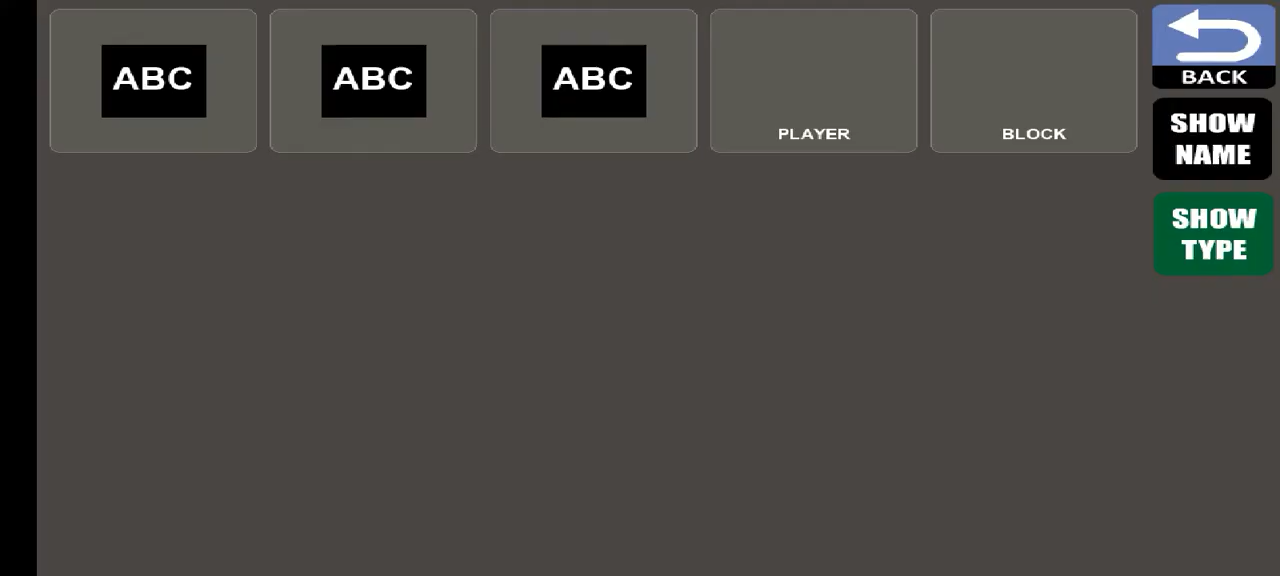 ABC
ABC
ABC
PLAYER
BLOCK
BACK
SHOW
NAME
SHOW
TYPE